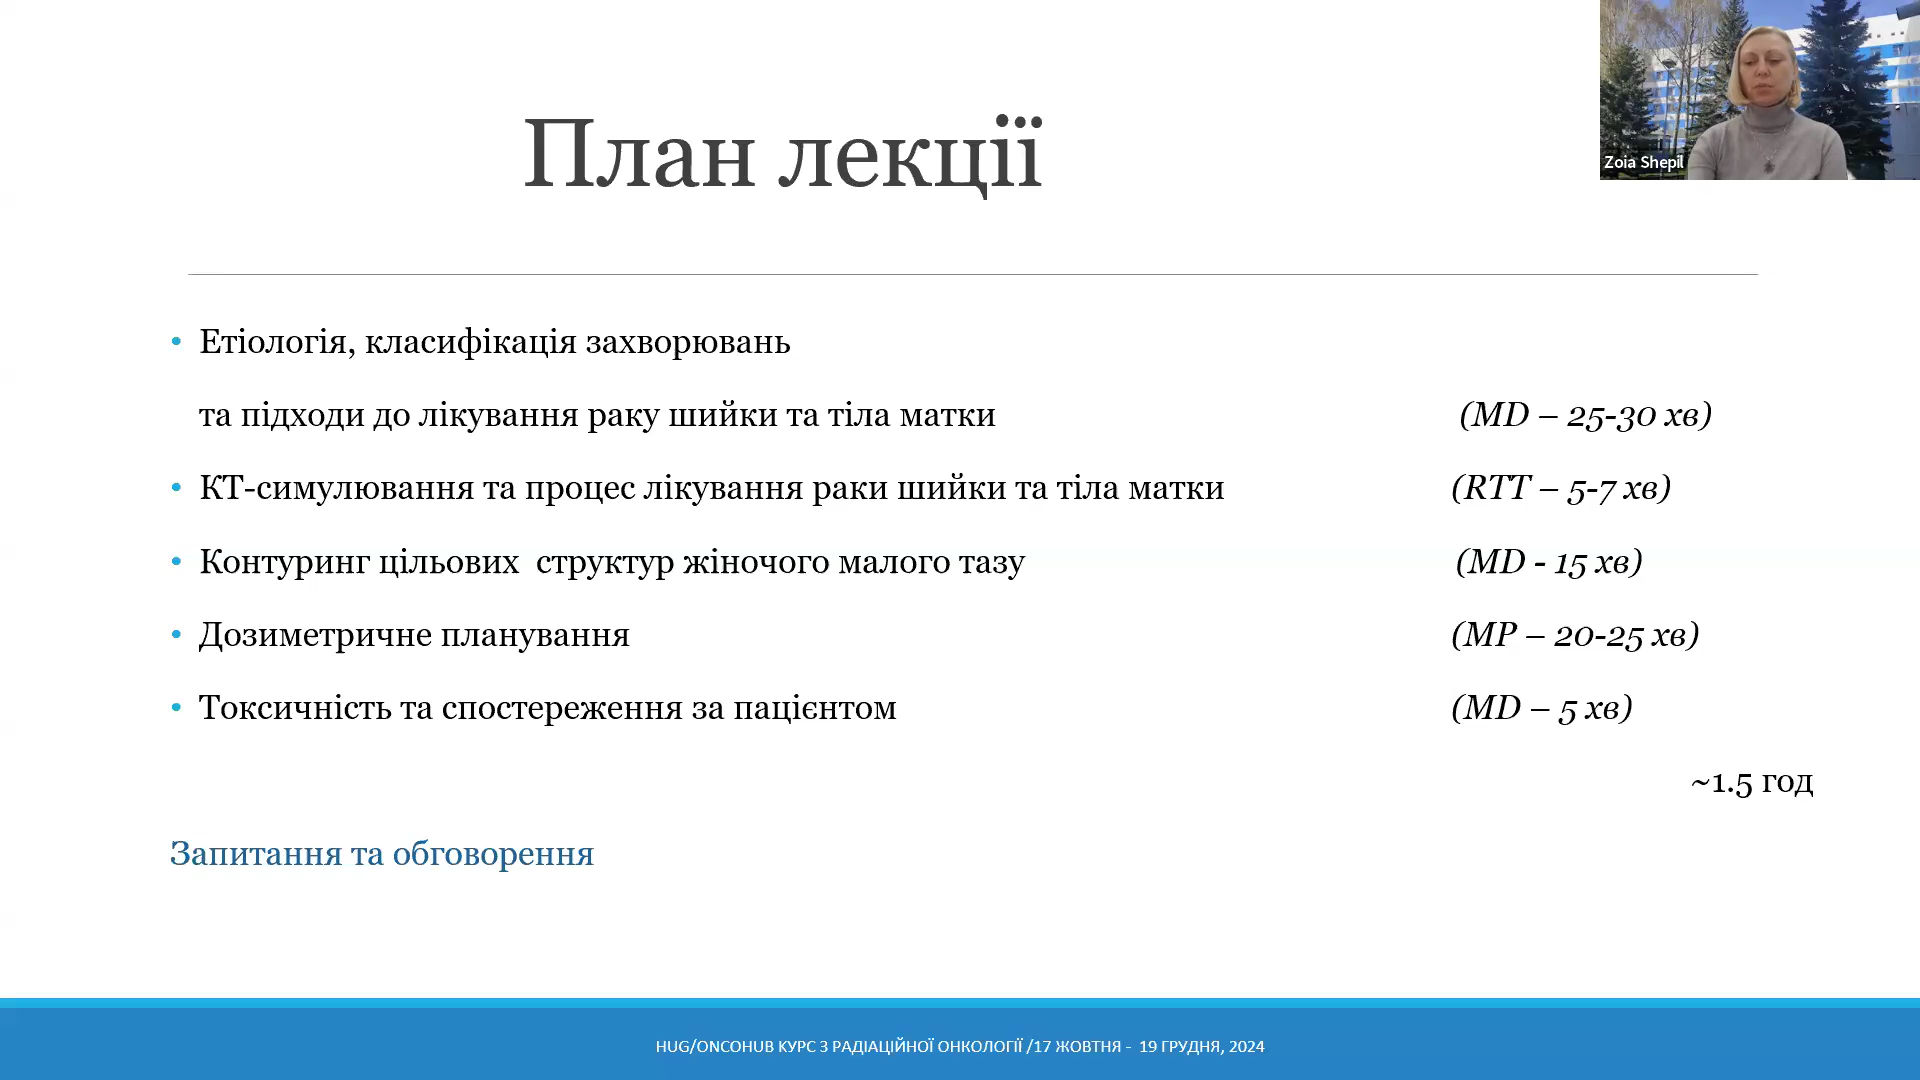 Zoia Shepil
План лекції
• Етіологія, класифікація захворювань
та підходи до лікування раку шийки та тіла матки (MD – 25-30 хв)
• КТ-симулювання та процес лікування раки шийки та тіла матки (RTT – 5-7 хв)
• Контуринг цільових структур жіночого малого тазу (MD - 15 хв)
• Дозиметричне планування (MP – 20-25 хв)
• Токсичність та спостереження за пацієнтом (MD – 5 хв)
~1.5 год
Запитання та обговорення
HUG/ONCOHUB КУРС З РАДІАЦІЙНОЇ ОНКОЛОГІЇ /17 ЖОВТНЯ - 19 ГРУДНЯ, 2024